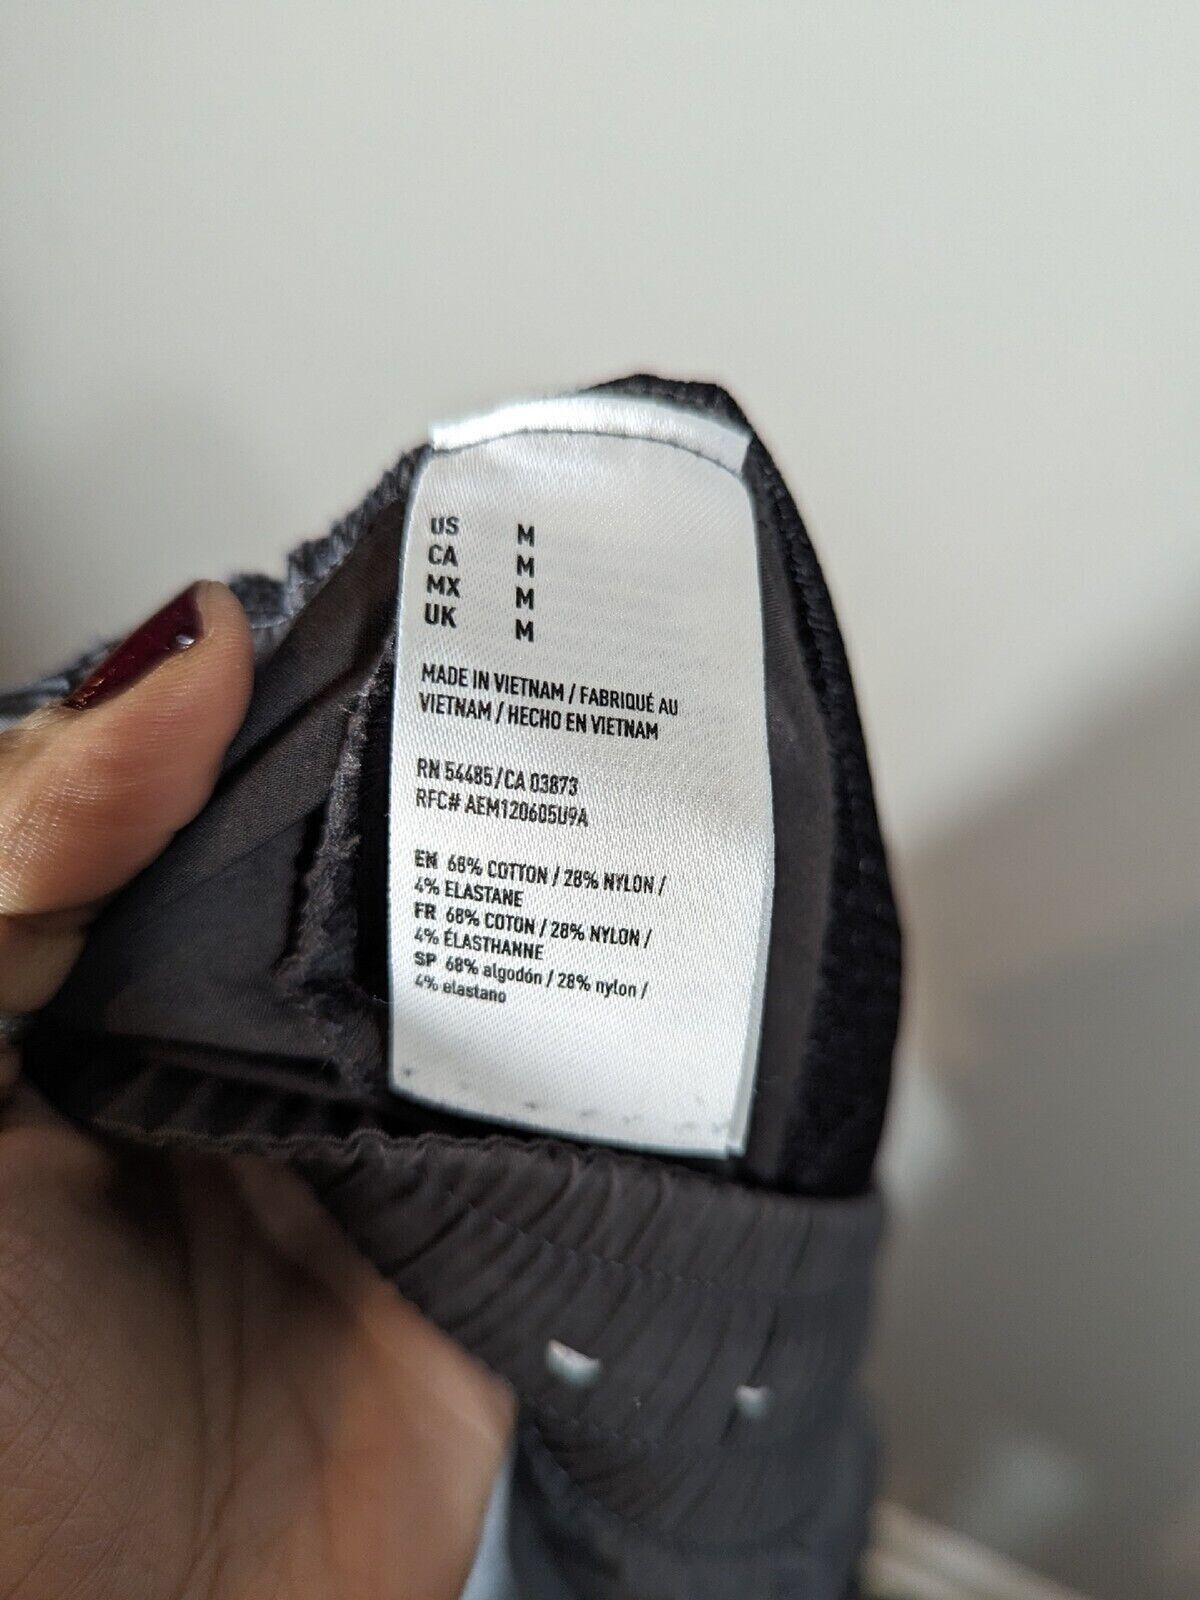 US M
CA M
MX M
UK M
MADE IN VIETNAM / FABRIQUÉ AU
VIETNAM / HECHO EN VIETNAM
RN 54485/CA 03873
RFC# AEM120605U9A
EN 68% COTTON / 28% NYLON /
4% ELASTANE
FR 68% COTON / 28% NYLON /
4% ÉLASTHANNE
SP 68% algodón / 28% nylon /
4% elastano